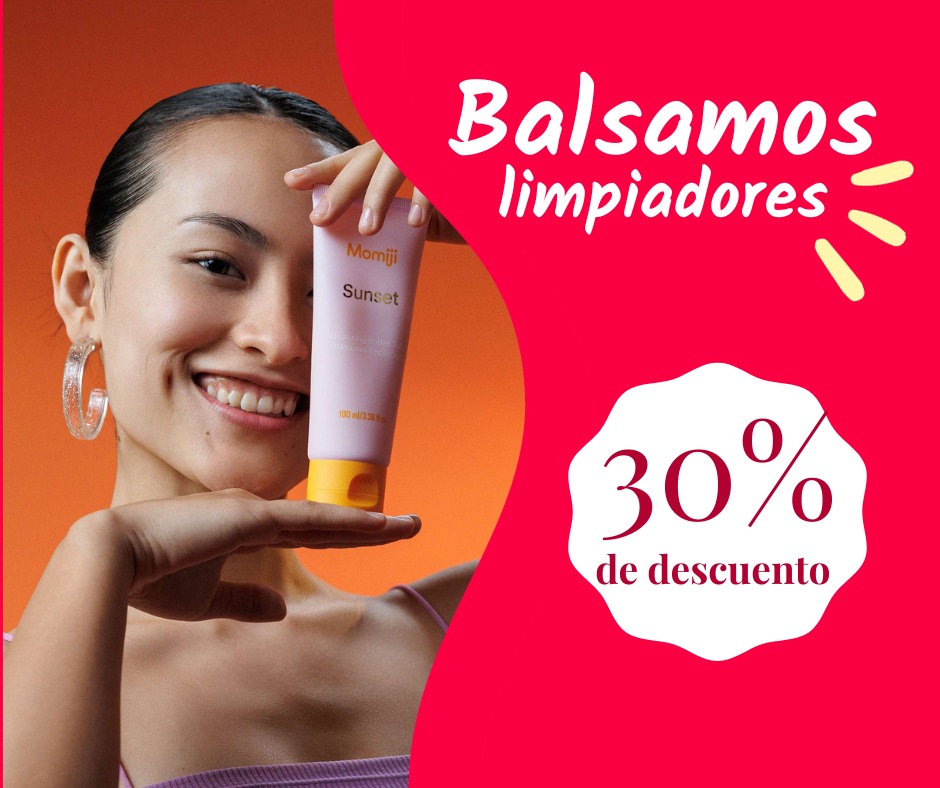 Balsamos
limpiadores
Momiji
Sunset
30%
de descuento